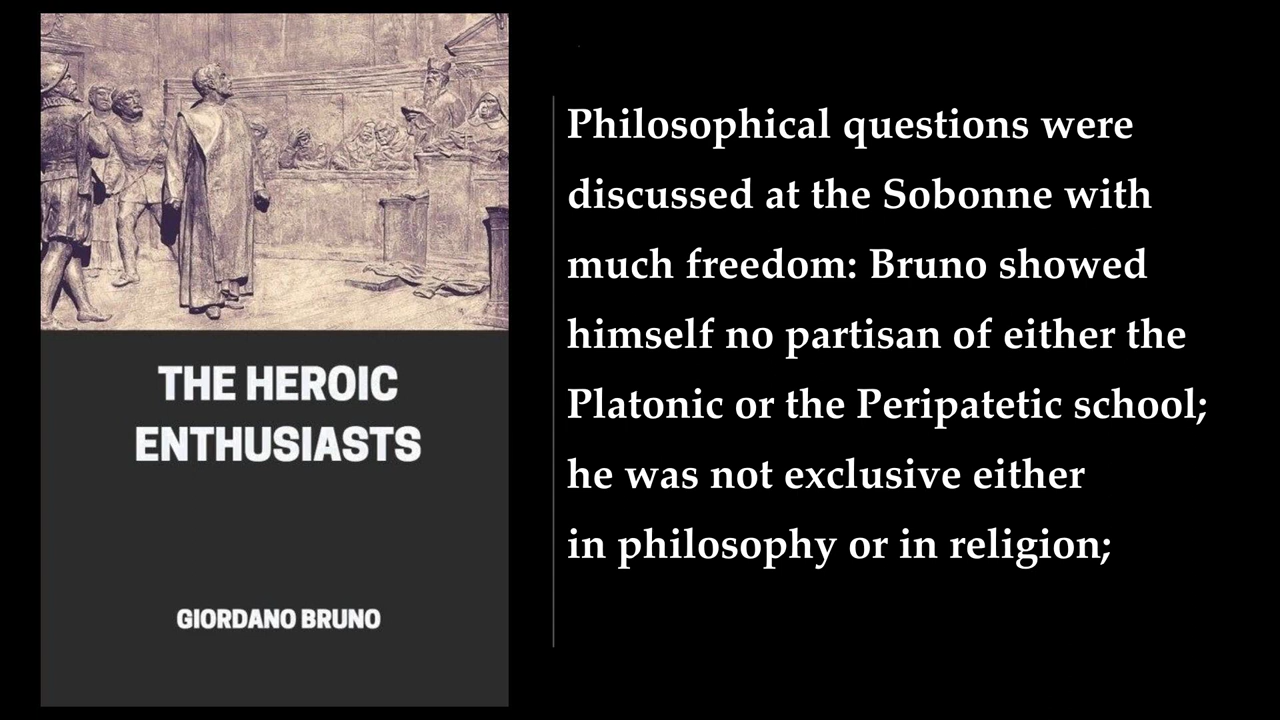 THE HEROIC
ENTHUSIASTS
GIORDANO BRUNO
Philosophical questions were
discussed at the Sobonne with
much freedom: Bruno showed
himself no partisan of either the
Platonic or the Peripatetic school;
he was not exclusive either
in philosophy or in religion;